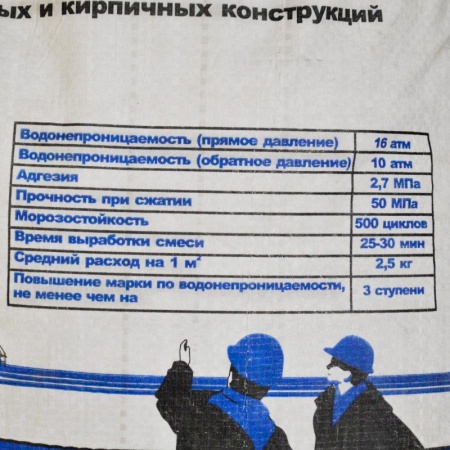 ых и кирпичных конструкций
Водонепроницаемость (прямое давление) 16 атм
Водонепроницаемость (обратное давление) 10 атм
Адгезия 2,7 МПа
Прочность при сжатии 50 МПа
Морозостойкость 500 циклов
Время выработки смеси 25-30 мин
Средний расход на 1 м² 2,5 кг
Повышение марки по водонепроницаемости, 3 ступени
не менее чем на